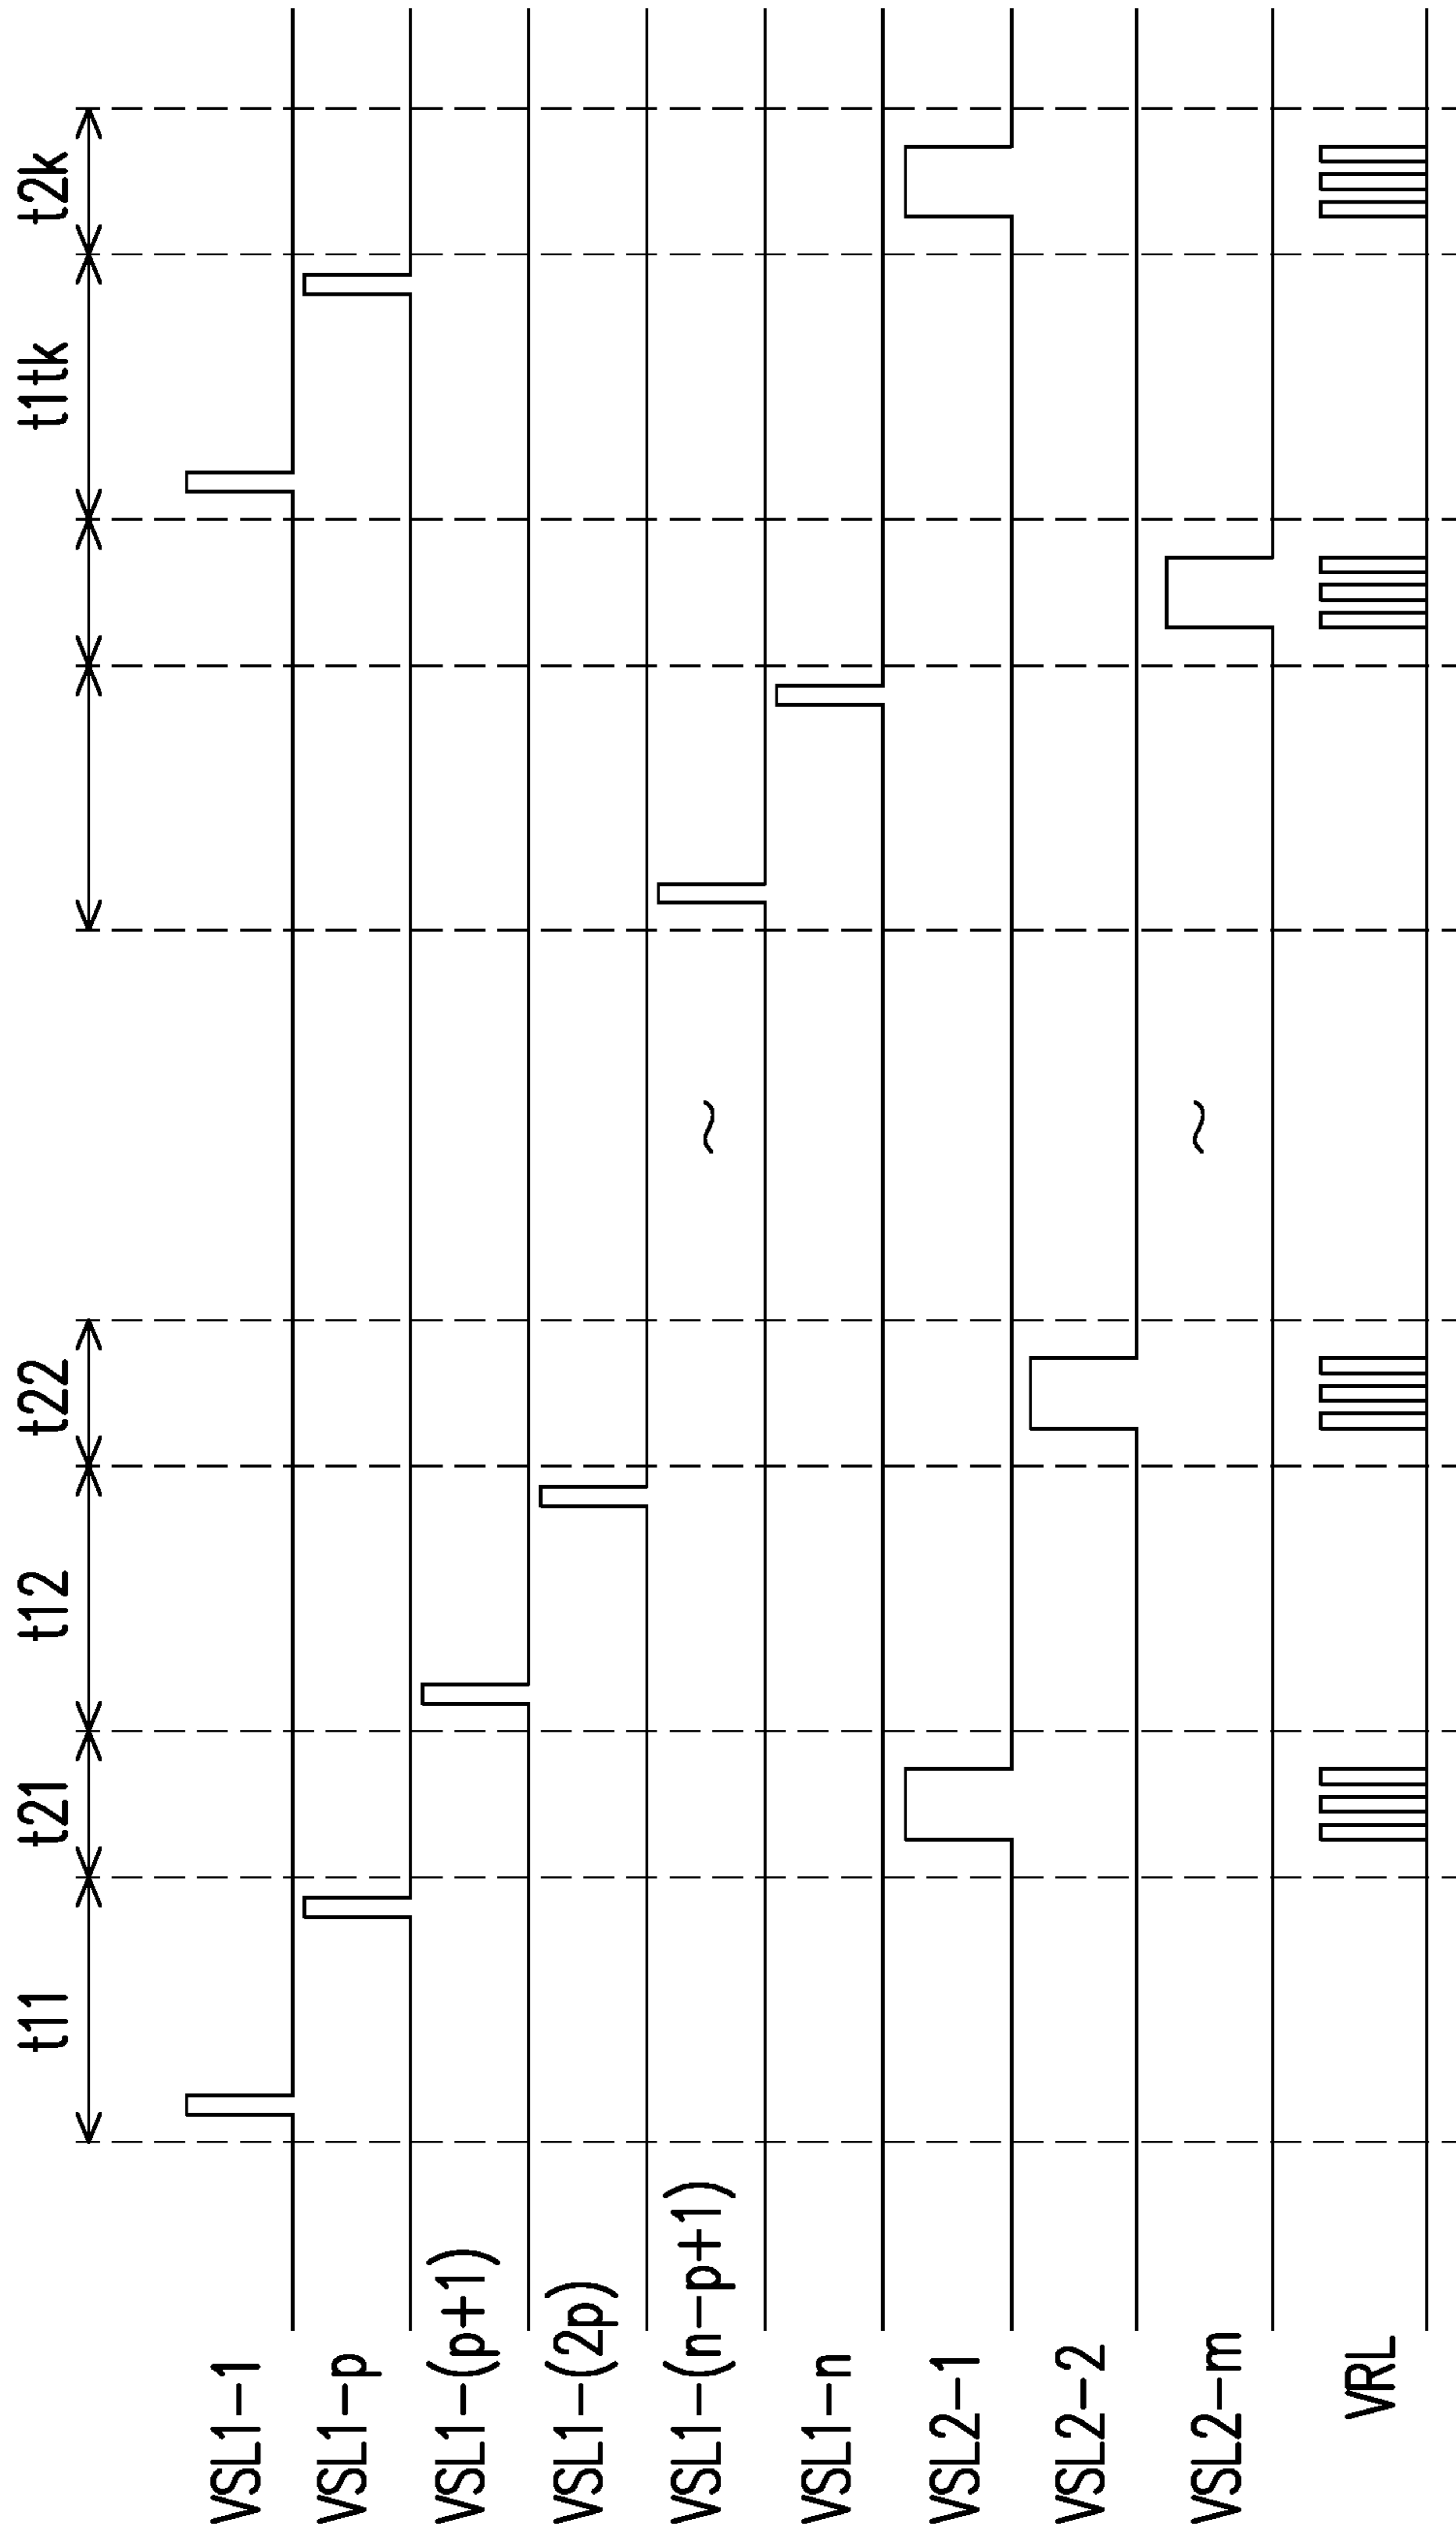 t11
t21
t12
t22
t1tk
t2k
VSL1-1
VSL1-p
VSL1-(p+1)
VSL1-(2p)
VSL1-(n-p+1)
~
VSL1-n
VSL2-1
VSL2-2
VSL2-m
~
VRL